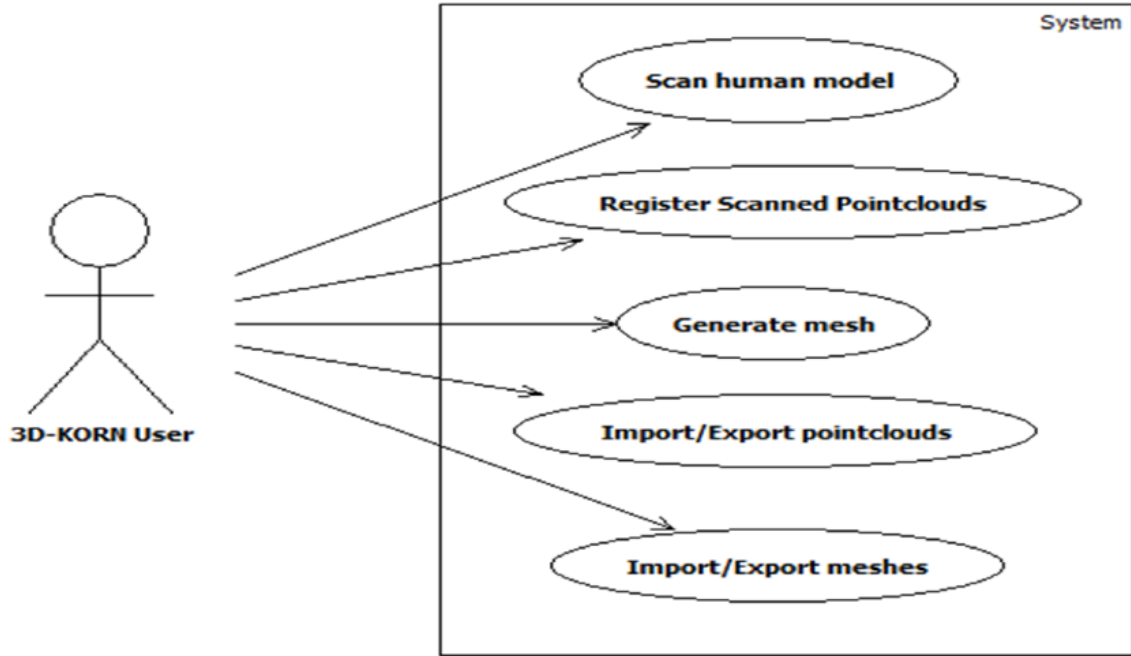 System
Scan human model
Register Scanned Pointclouds
Generate mesh
Import/Export pointclouds
3D-KORN User
Import/Export meshes